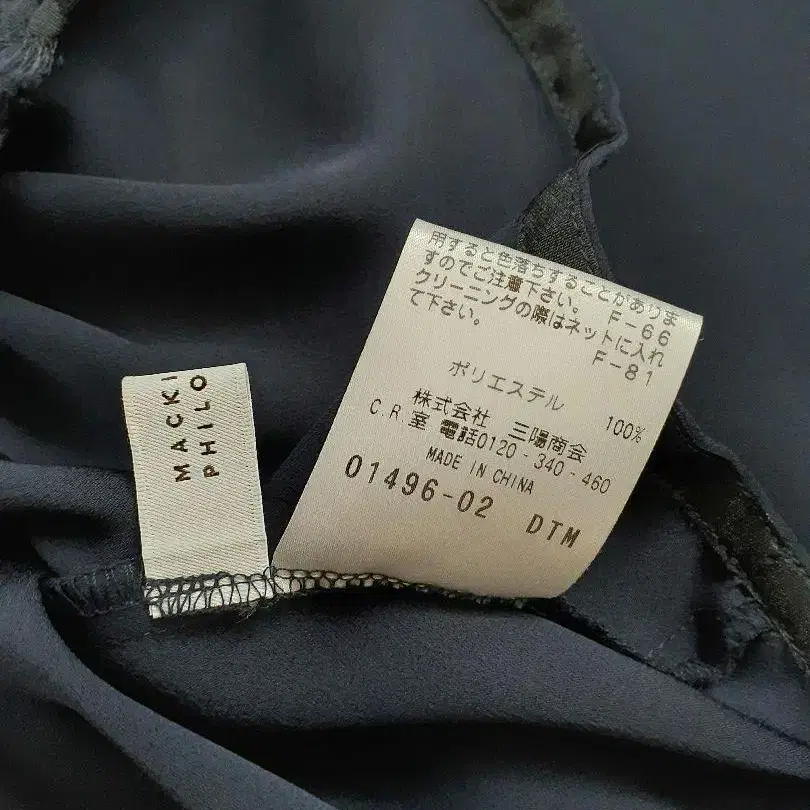 MACKI
PHILO
用すると色落ちすることがありま
すのでご注意下さい。 F-66
クリーニングの際はネットに入れ
て下さい。 F-81
ポリエステル 100%
株式会社 三陽商会
C.R.室 電話0120-340-460
MADE IN CHINA
01496-02 DTM